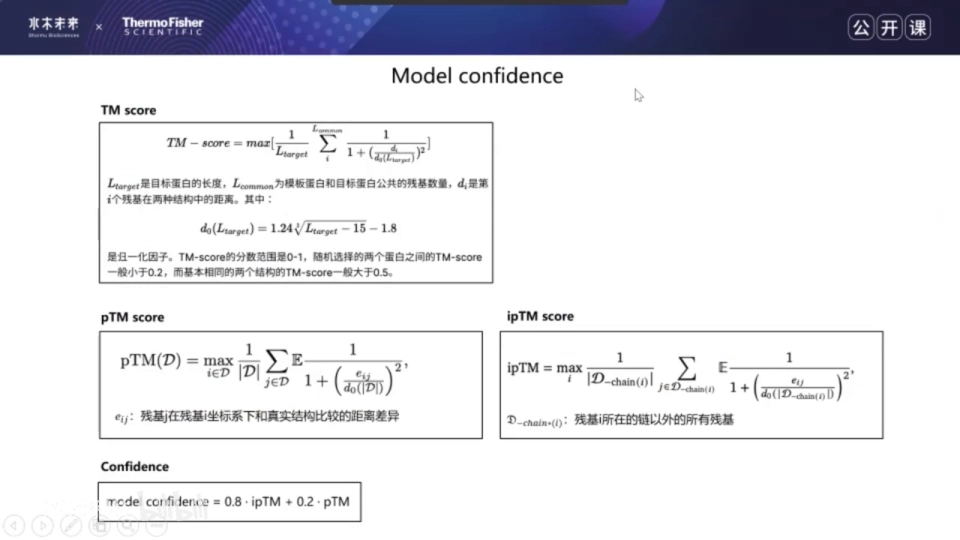 水木未来
Shuimu BioSciences
×
ThermoFisher
SCIENTIFIC
公开课
Model confidence
TM score
TM − score = max[ 1/L_target ∑_i^{L_common} 1/(1 + (d_i/d_0(L_target))^2) ]
L_target是目标蛋白的长度，L_common为模板蛋白和目标蛋白公共的残基数量，d_i是第
i个残基在两种结构中的距离。其中：
d_0(L_target) = 1.24∛(L_target − 15) − 1.8
是归一化因子。TM-score的分数范围是0-1，随机选择的两个蛋白之间的TM-score
一般小于0.2，而基本相同的两个结构的TM-score一般大于0.5。
pTM score
pTM(𝒟) = max_{i∈𝒟} 1/|𝒟| ∑_{j∈𝒟} 𝔼 1/(1 + (e_ij/d_0(|𝒟|))^2),
e_ij：残基j在残基i坐标系下和真实结构比较的距离差异
ipTM score
ipTM = max_i 1/|𝒟_{−chain(i)}| ∑_{j∈𝒟_{−chain(i)}} 𝔼 1/(1 + (e_ij/d_0(|𝒟_{−chain(i)}|))^2),
𝔇_{−chain*(i)}：残基i所在的链以外的所有残基
Confidence
model confidence = 0.8 · ipTM + 0.2 · pTM